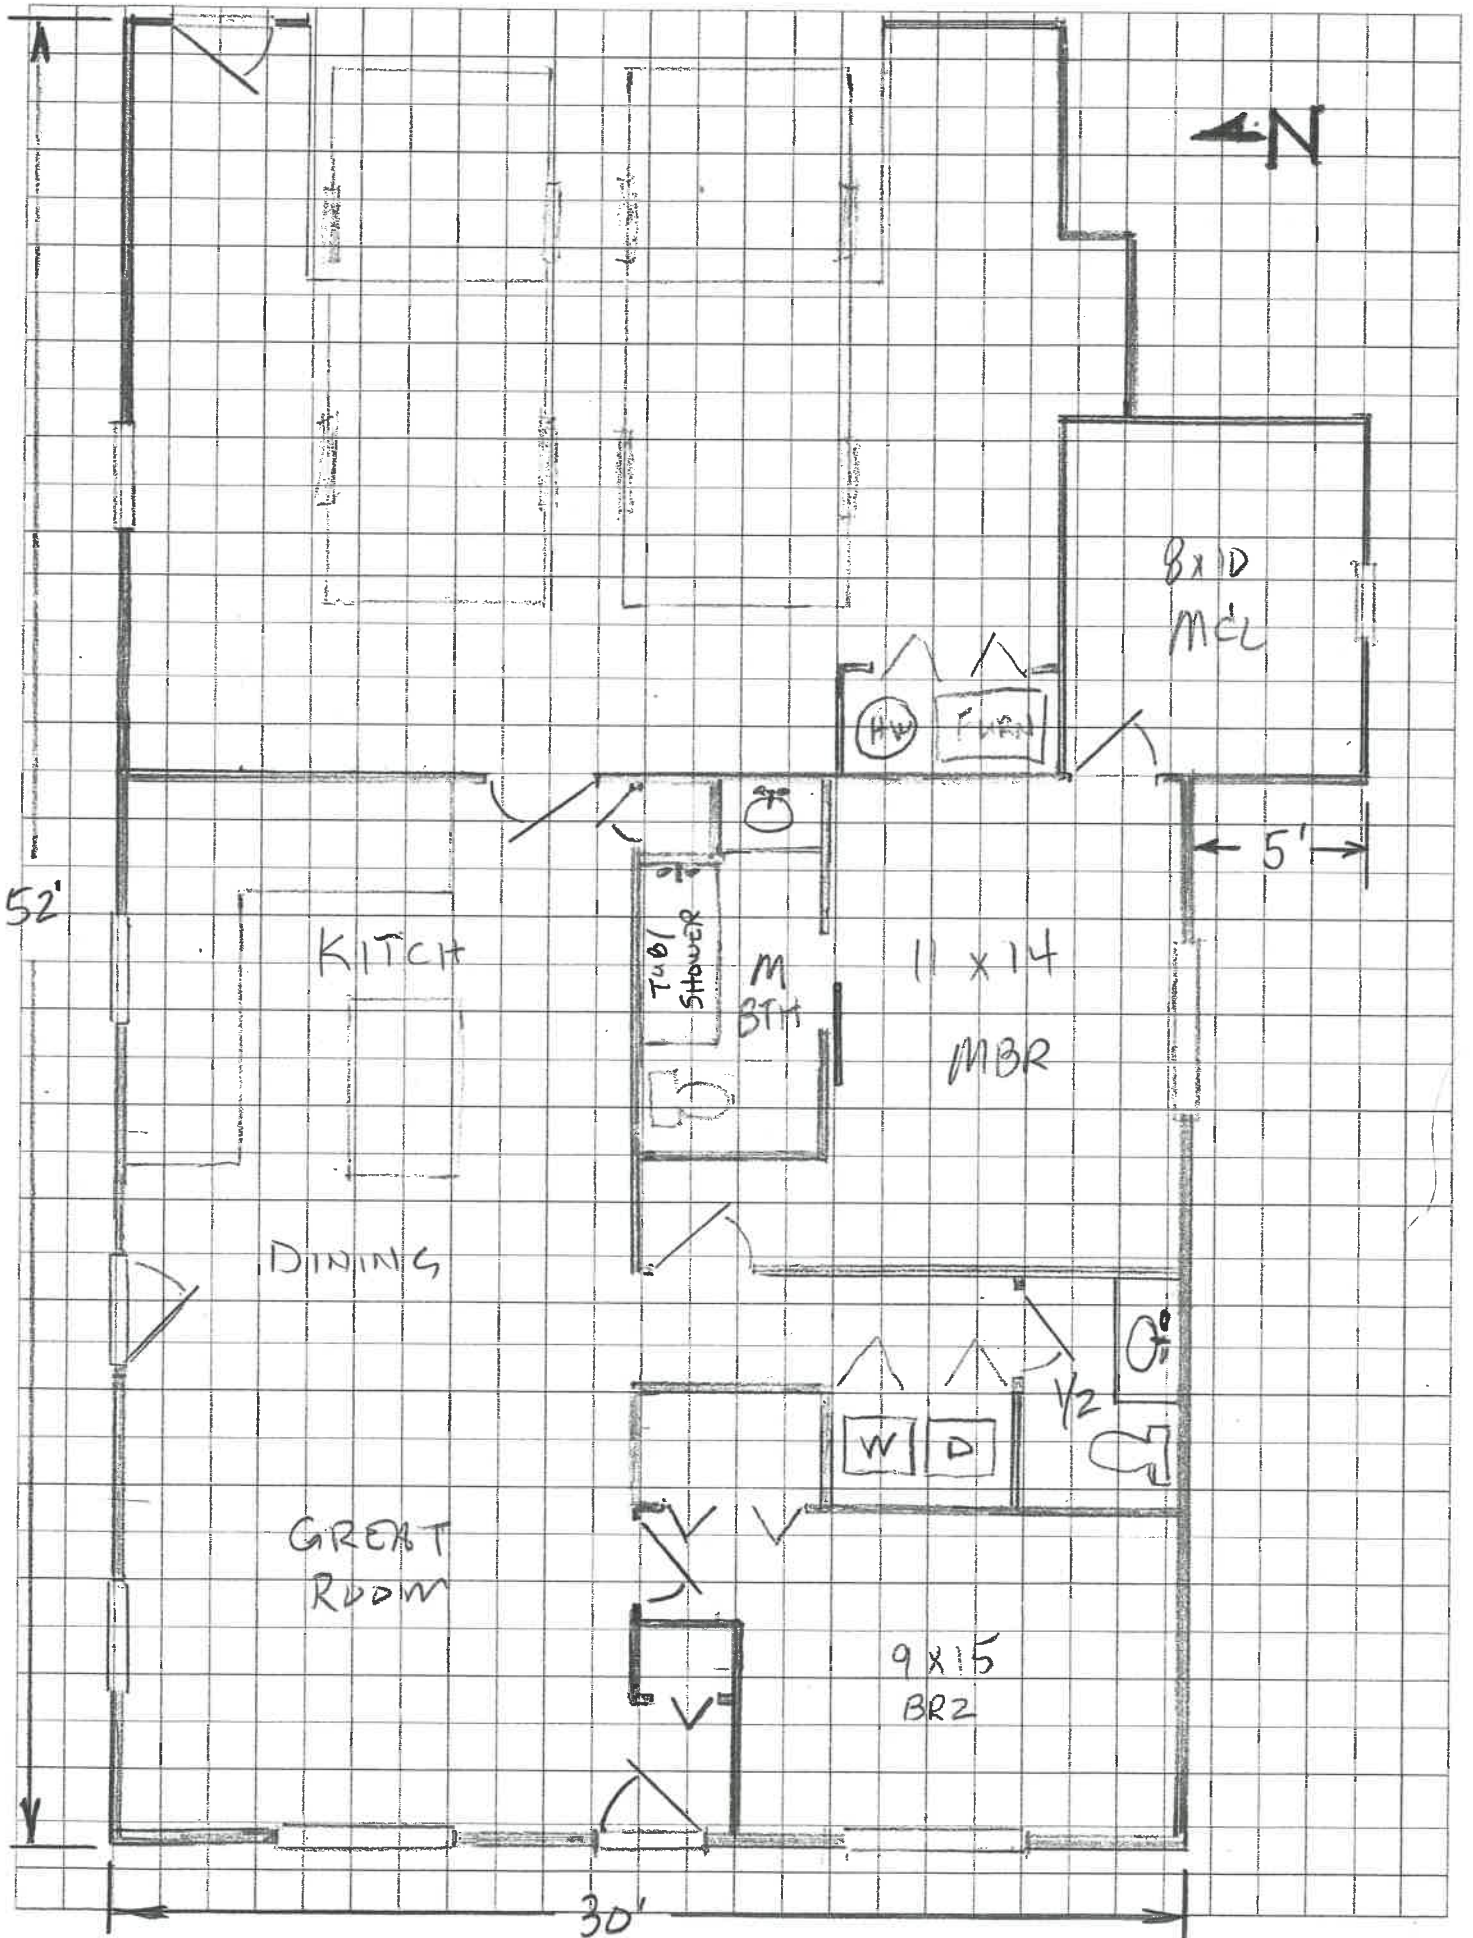 N
8 x 10
MCL
HW
FURN
5'
52'
KITCH
TUB/
SHOWER
M
BTH
11 x 14
MBR
DINING
1/2
W
D
GREAT
ROOM
9 x 15
BR2
30'